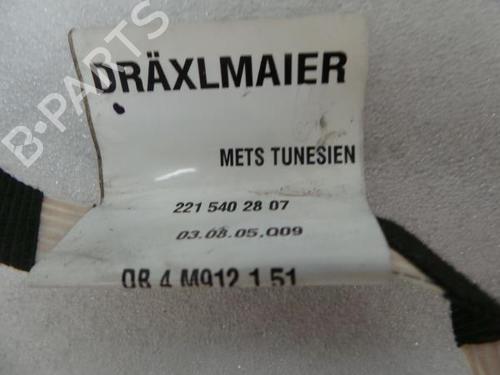 B-PARTS
DRÄXLMAIER
METS TUNESIEN
221 540 28 07
03.08.05.009
08 4 M912 1 51